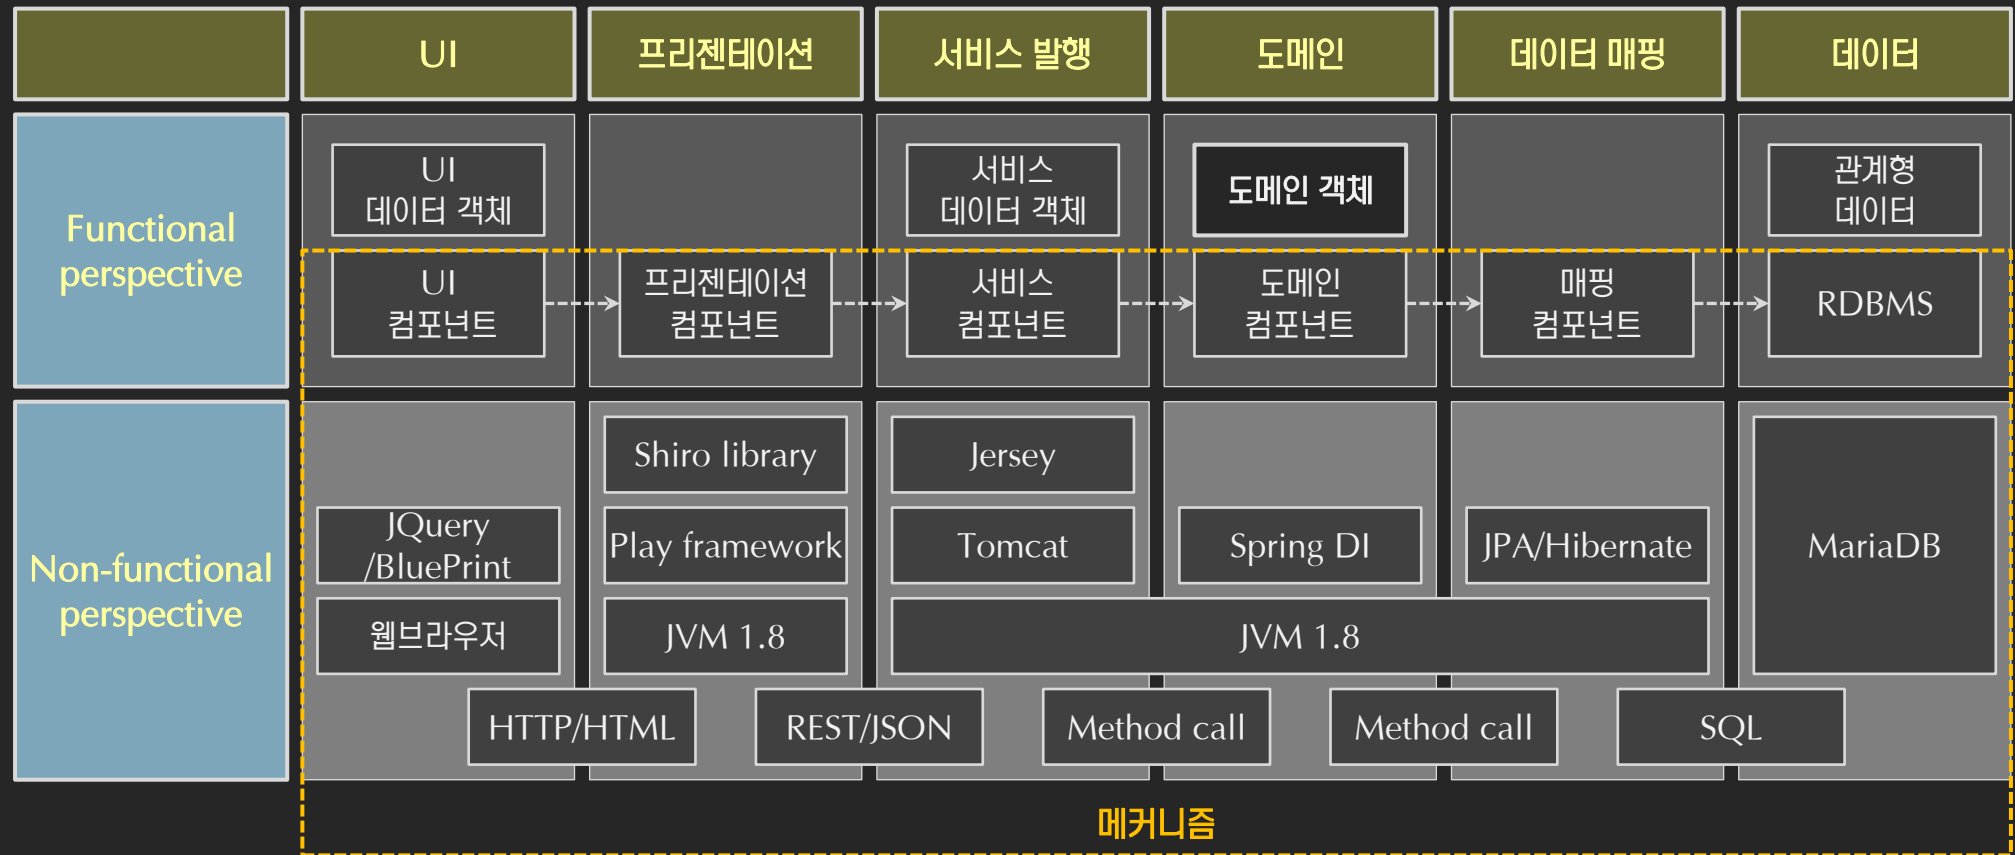 UI
프리젠테이션
서비스 발행
도메인
데이터 매핑
데이터
Functional
perspective
UI
데이터 객체
서비스
데이터 객체
도메인 객체
관계형
데이터
UI
컴포넌트
프리젠테이션
컴포넌트
서비스
컴포넌트
도메인
컴포넌트
매핑
컴포넌트
RDBMS
Non-functional
perspective
Shiro library
Jersey
JQuery
/BluePrint
Play framework
Tomcat
Spring DI
JPA/Hibernate
MariaDB
웹브라우저
JVM 1.8
JVM 1.8
HTTP/HTML
REST/JSON
Method call
Method call
SQL
메커니즘